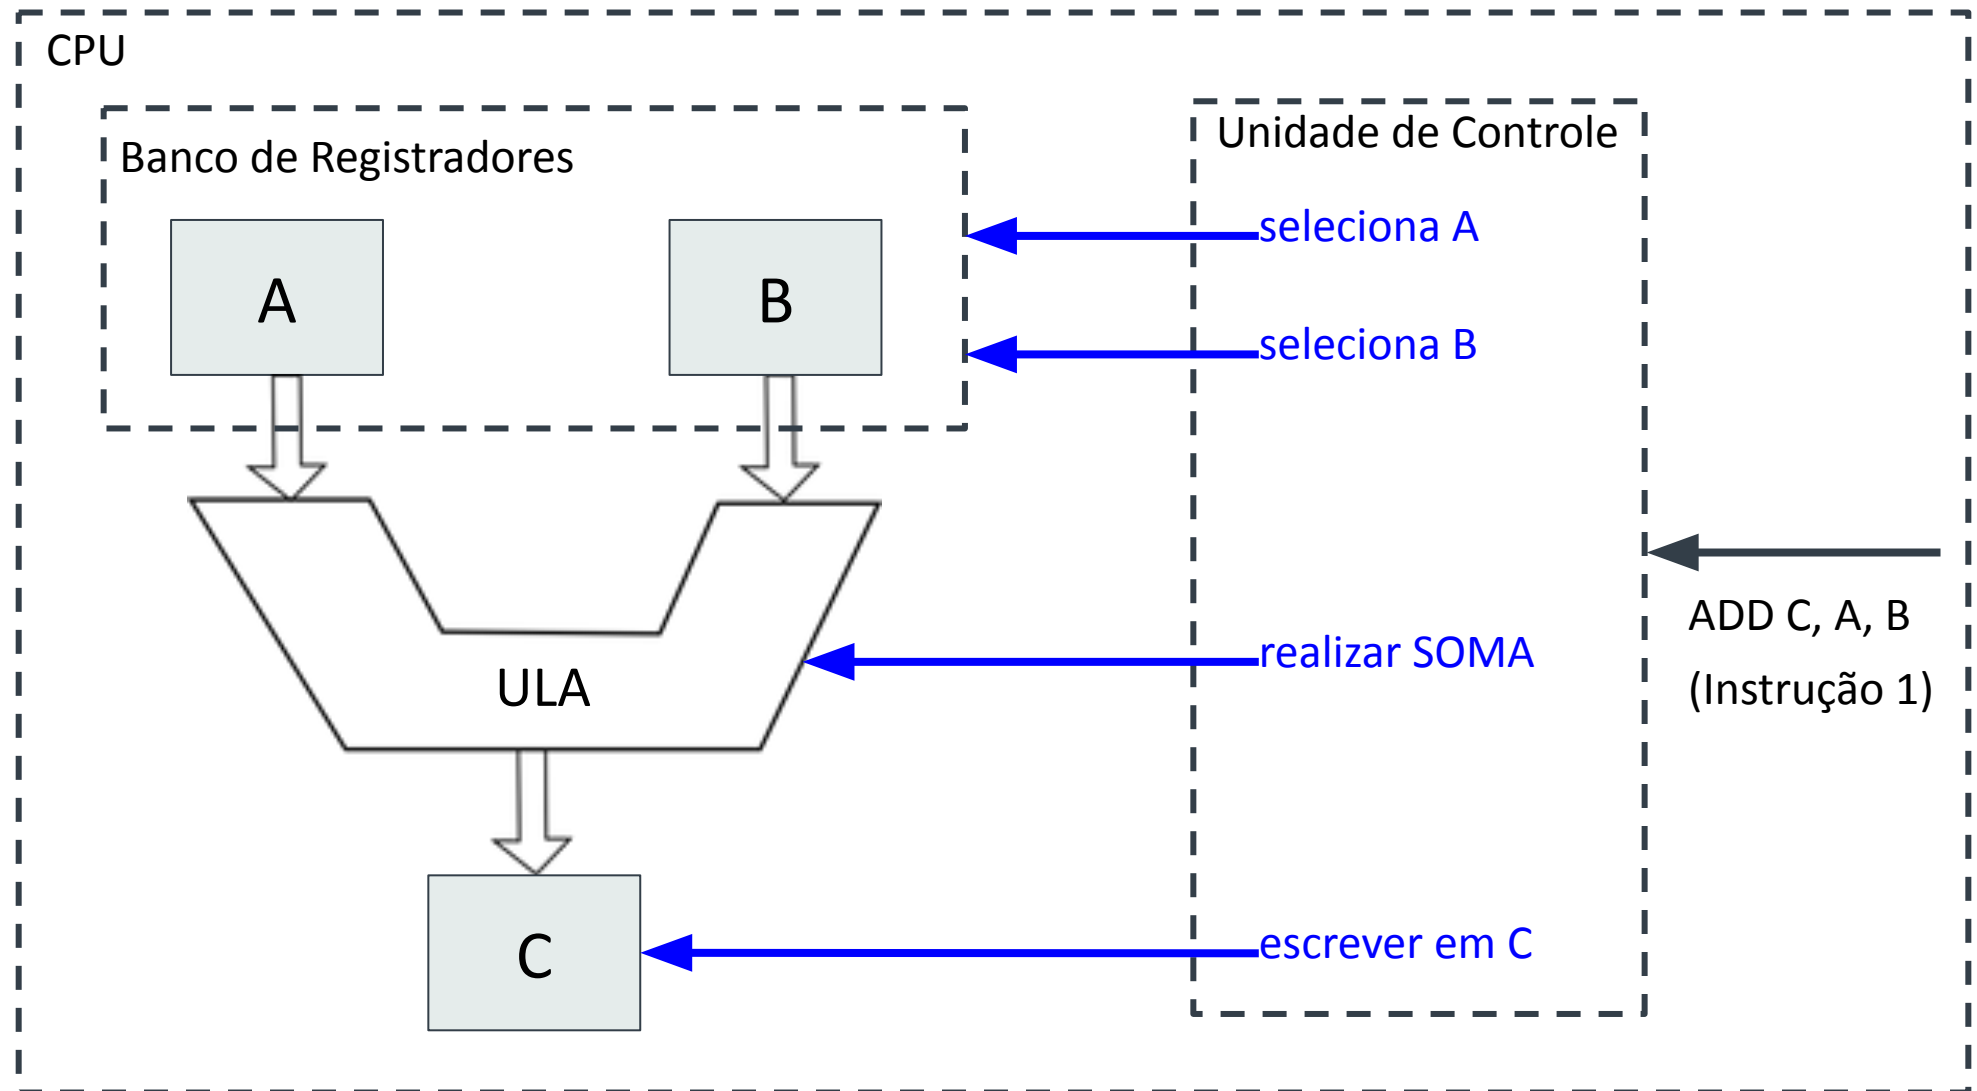 CPU
Banco de Registradores
Unidade de Controle
A
B
seleciona A
seleciona B
ULA
realizar SOMA
ADD C, A, B
(Instrução 1)
C
escrever em C